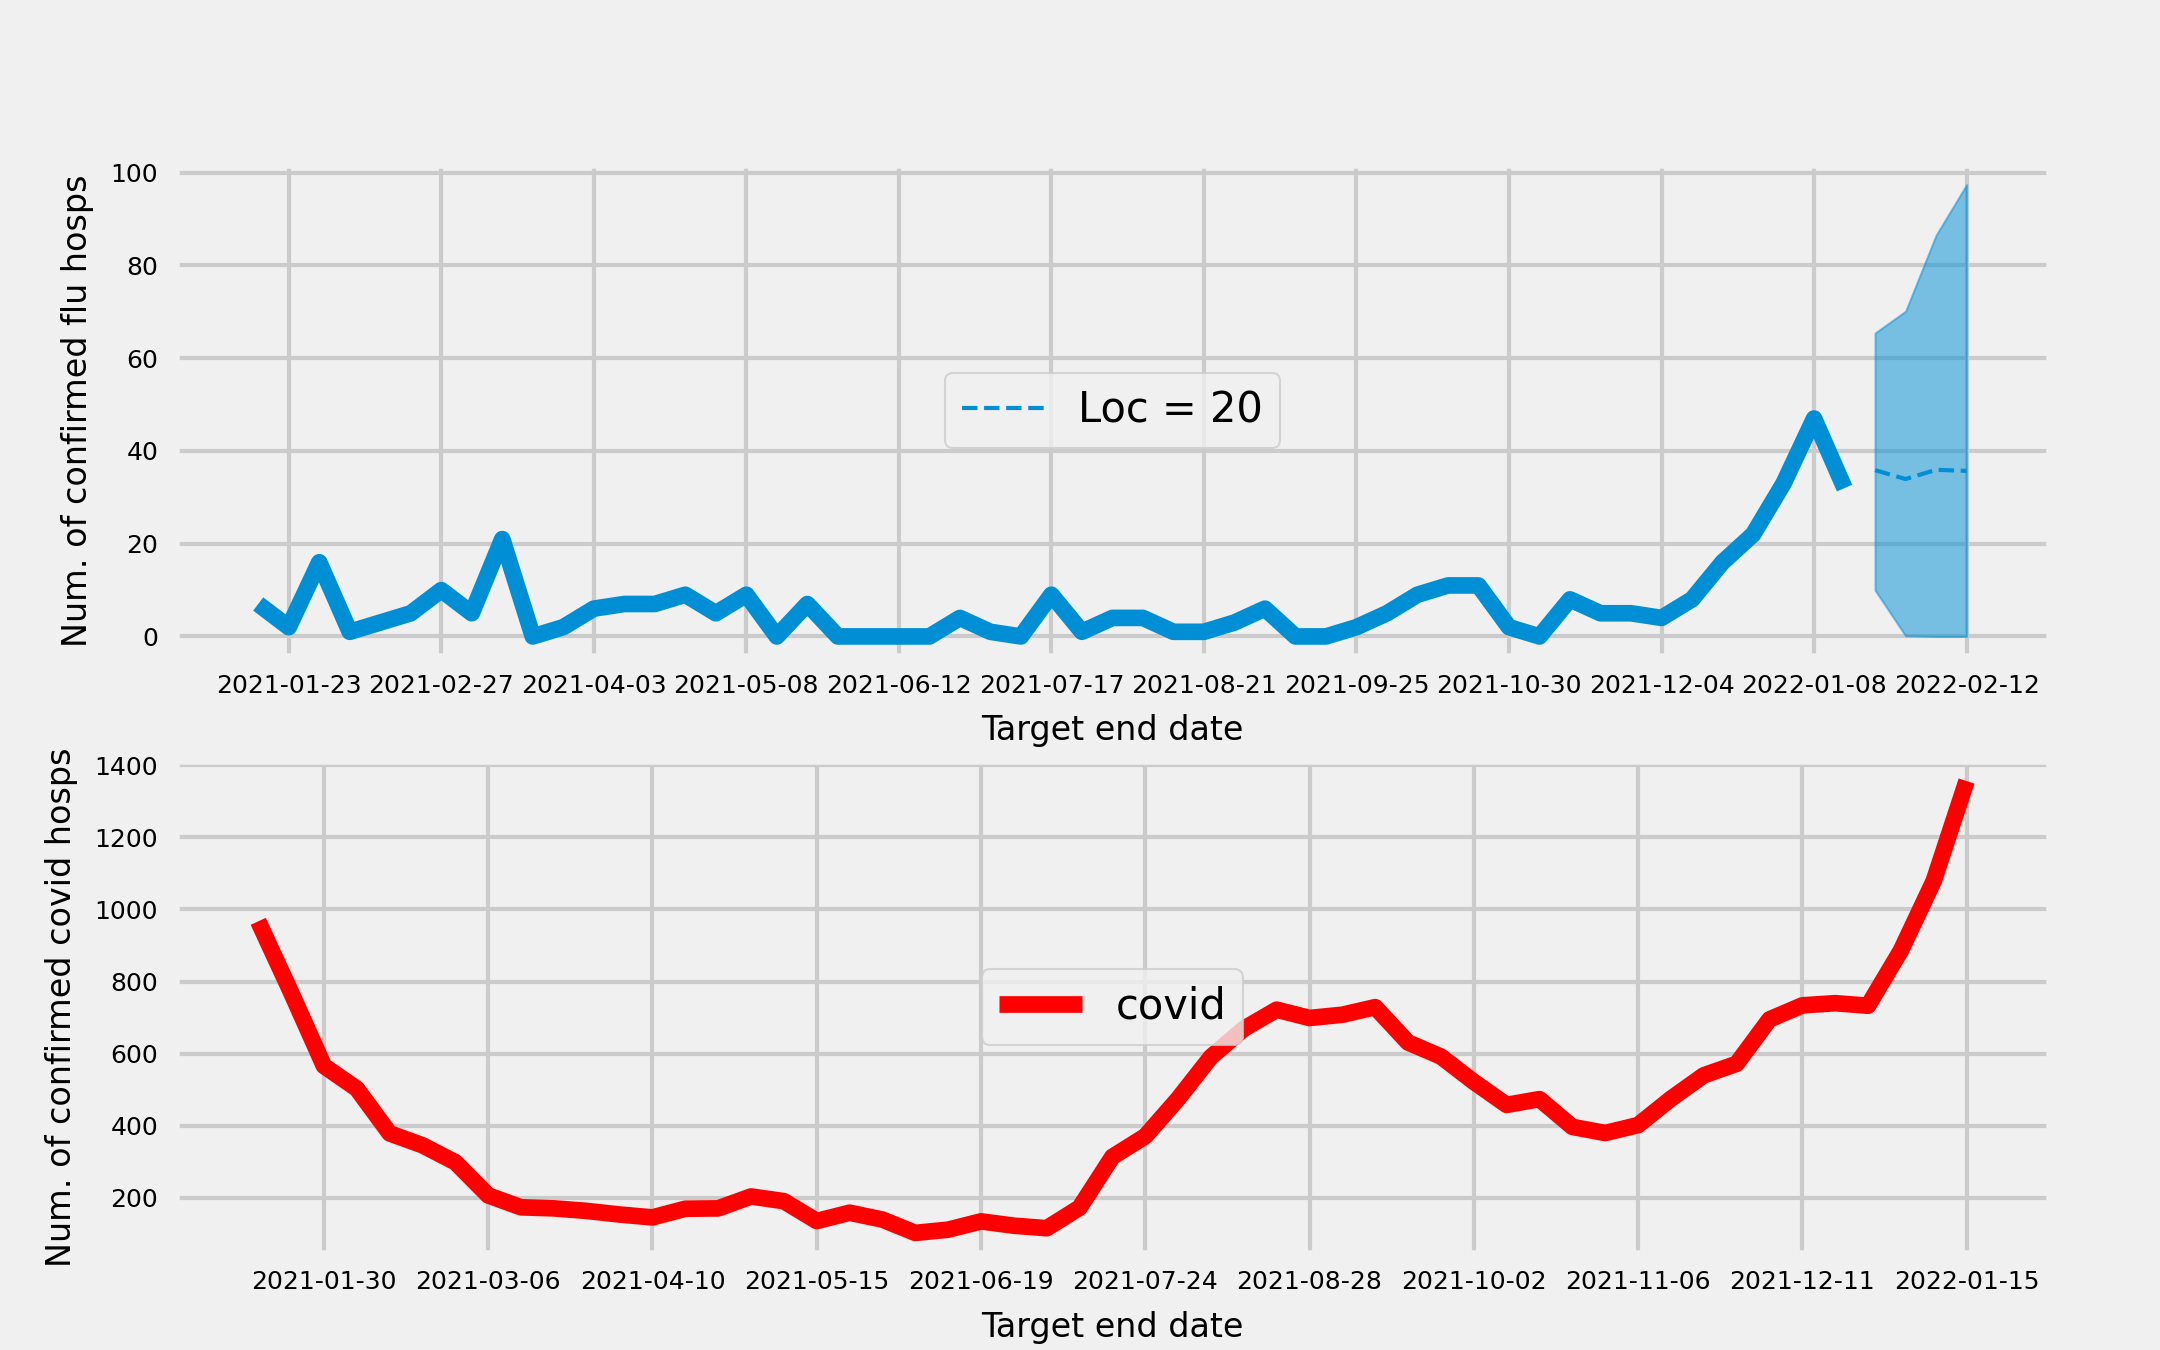 Num. of confirmed flu hosps
100
80
60
40
20
0
Loc = 20
2021-01-23 2021-02-27 2021-04-03 2021-05-08 2021-06-12 2021-07-17 2021-08-21 2021-09-25 2021-10-30 2021-12-04 2022-01-08 2022-02-12
Target end date
Num. of confirmed covid hosps
1400
1200
1000
800
600
400
200
covid
2021-01-30 2021-03-06 2021-04-10 2021-05-15 2021-06-19 2021-07-24 2021-08-28 2021-10-02 2021-11-06 2021-12-11 2022-01-15
Target end date